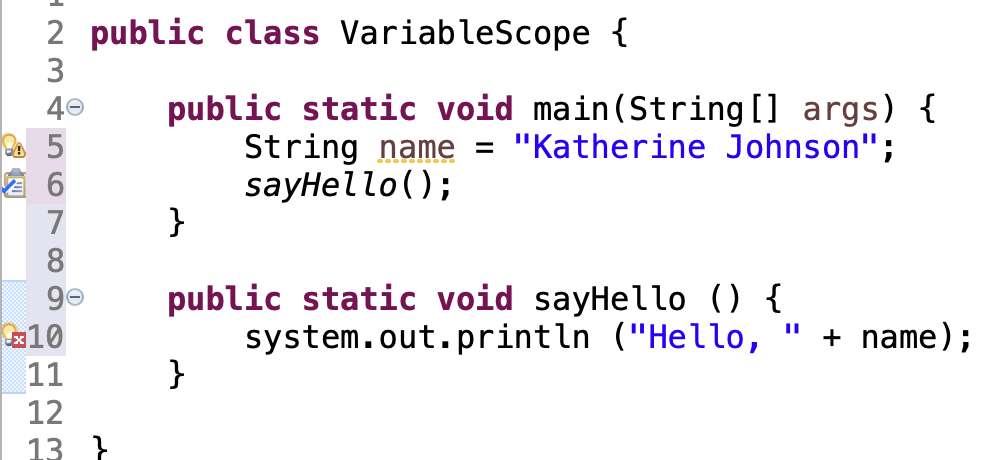 1
2 public class VariableScope {
3
4 public static void main(String[] args) {
5 String name = "Katherine Johnson";
6 sayHello();
7 }
8
9 public static void sayHello () {
10 system.out.println ("Hello, " + name);
11 }
12
13 }